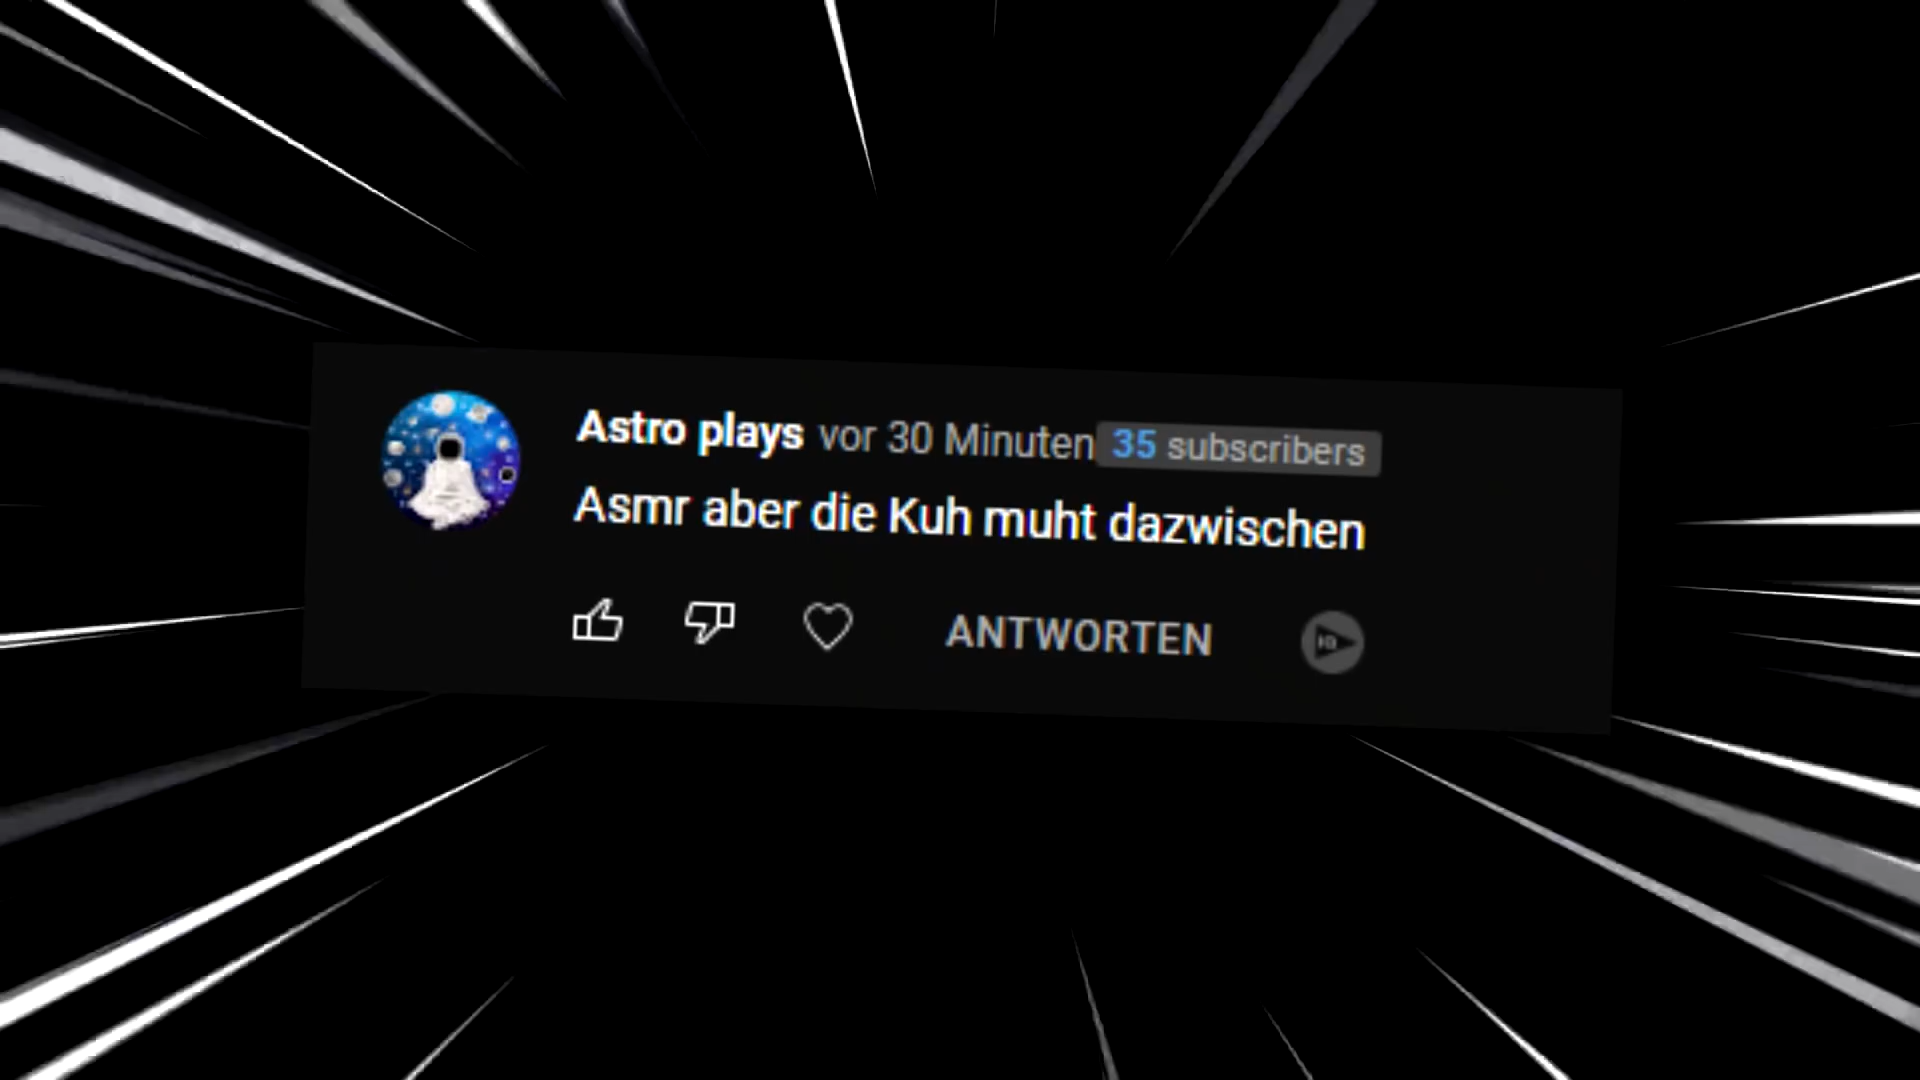 Astro plays vor 30 Minuten 35 subscribers
Asmr aber die Kuh muht dazwischen
ANTWORTEN